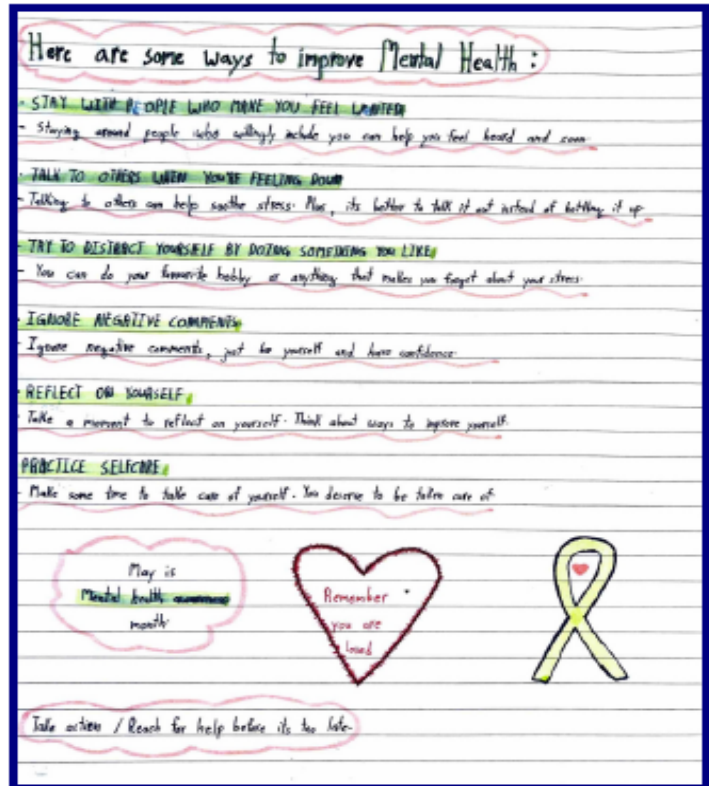 Here are some ways to improve Mental Health :
- STAY WITH PEOPLE WHO MAKE YOU FEEL WANTED
- Staying around people who willingly include you can help you feel heard and seen.
- TALK TO OTHERS WHEN YOU'RE FEELING DOWN
- Talking to others can help soothe stress. Plus, its better to talk it out instead of bottling it up
- TRY TO DISTRACT YOURSELF BY DOING SOMETHING YOU LIKE
- You can do your favourite hobby or anything that makes you forget about your stress.
- IGNORE NEGATIVE COMMENTS
- Ignore negative comments, just be yourself and have confidence.
- REFLECT ON YOURSELF
- Take a moment to reflect on yourself. Think about ways to improve yourself.
PRACTICE SELFCARE
- Make some time to take care of yourself. You deserve to be taken care of
May is
Mental health awareness
month
Remember
you are
loved
Take action / Reach for help before its too late.